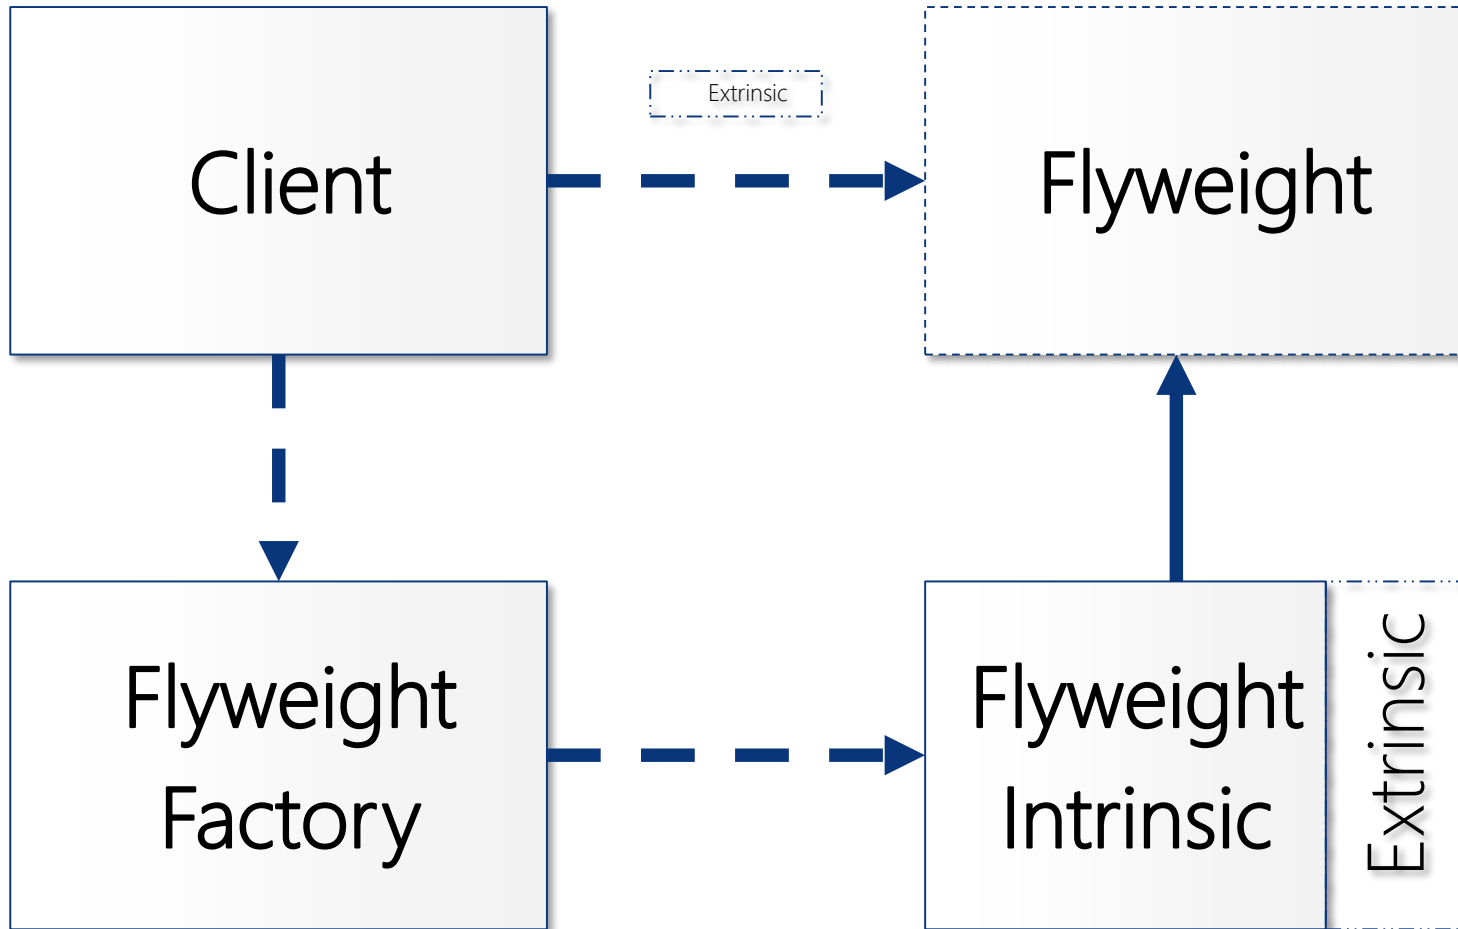 Client
Extrinsic
Flyweight
Flyweight
Factory
Flyweight
Intrinsic
Extrinsic